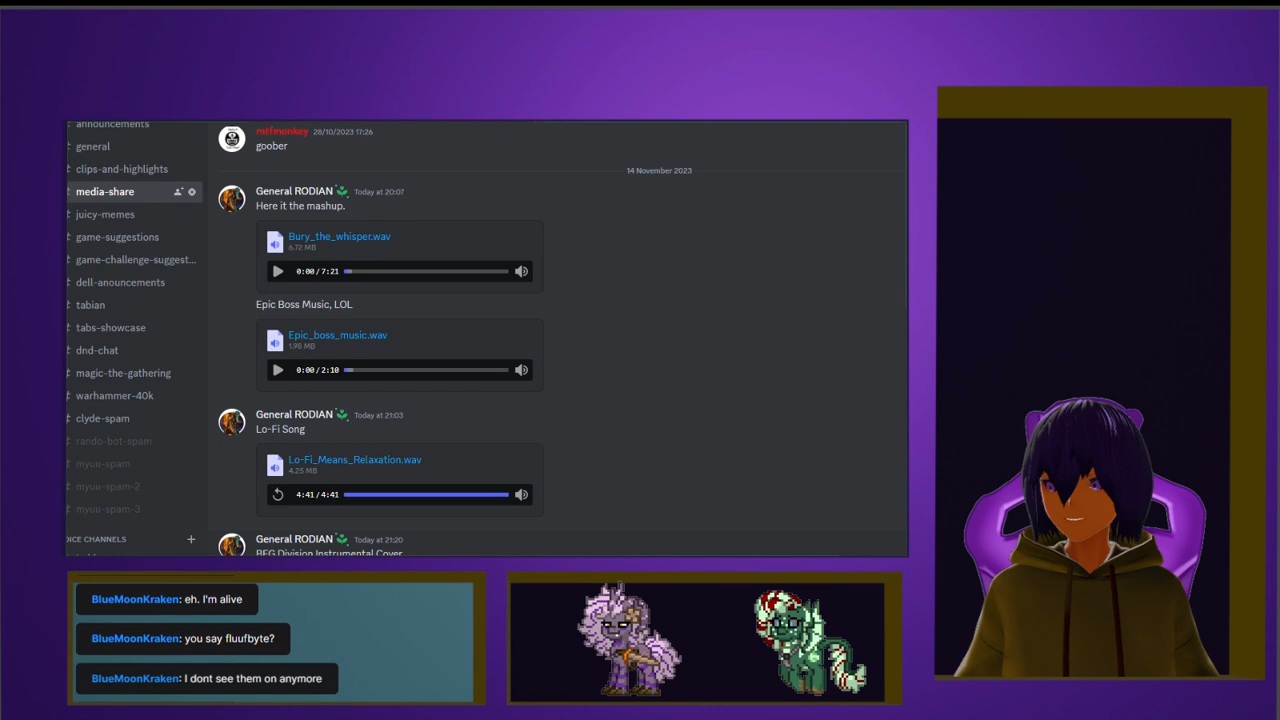 announcements
general
clips-and-highlights
media-share
juicy-memes
game-suggestions
game-challenge-suggest...
dell-anouncements
tabian
tabs-showcase
dnd-chat
magic-the-gathering
warhammer-40k
clyde-spam
rando-bot-spam
myuu-spam
myuu-spam-2
myuu-spam-3
OICE CHANNELS
mtfmonkey 28/10/2023 17:26
goober
14 November 2023
General RODIAN Today at 20:07
Here it the mashup.
Bury_the_whisper.wav
6.72 MB
0:00 / 7:21
Epic Boss Music, LOL
Epic_boss_music.wav
1.98 MB
0:00 / 2:10
General RODIAN Today at 21:03
Lo-Fi Song
Lo-Fi_Means_Relaxation.wav
4.25 MB
4:41 / 4:41
General RODIAN Today at 21:20
BFG Division Instrumental Cover
BlueMoonKraken: eh. I'm alive
BlueMoonKraken: you say fluufbyte?
BlueMoonKraken: I dont see them on anymore